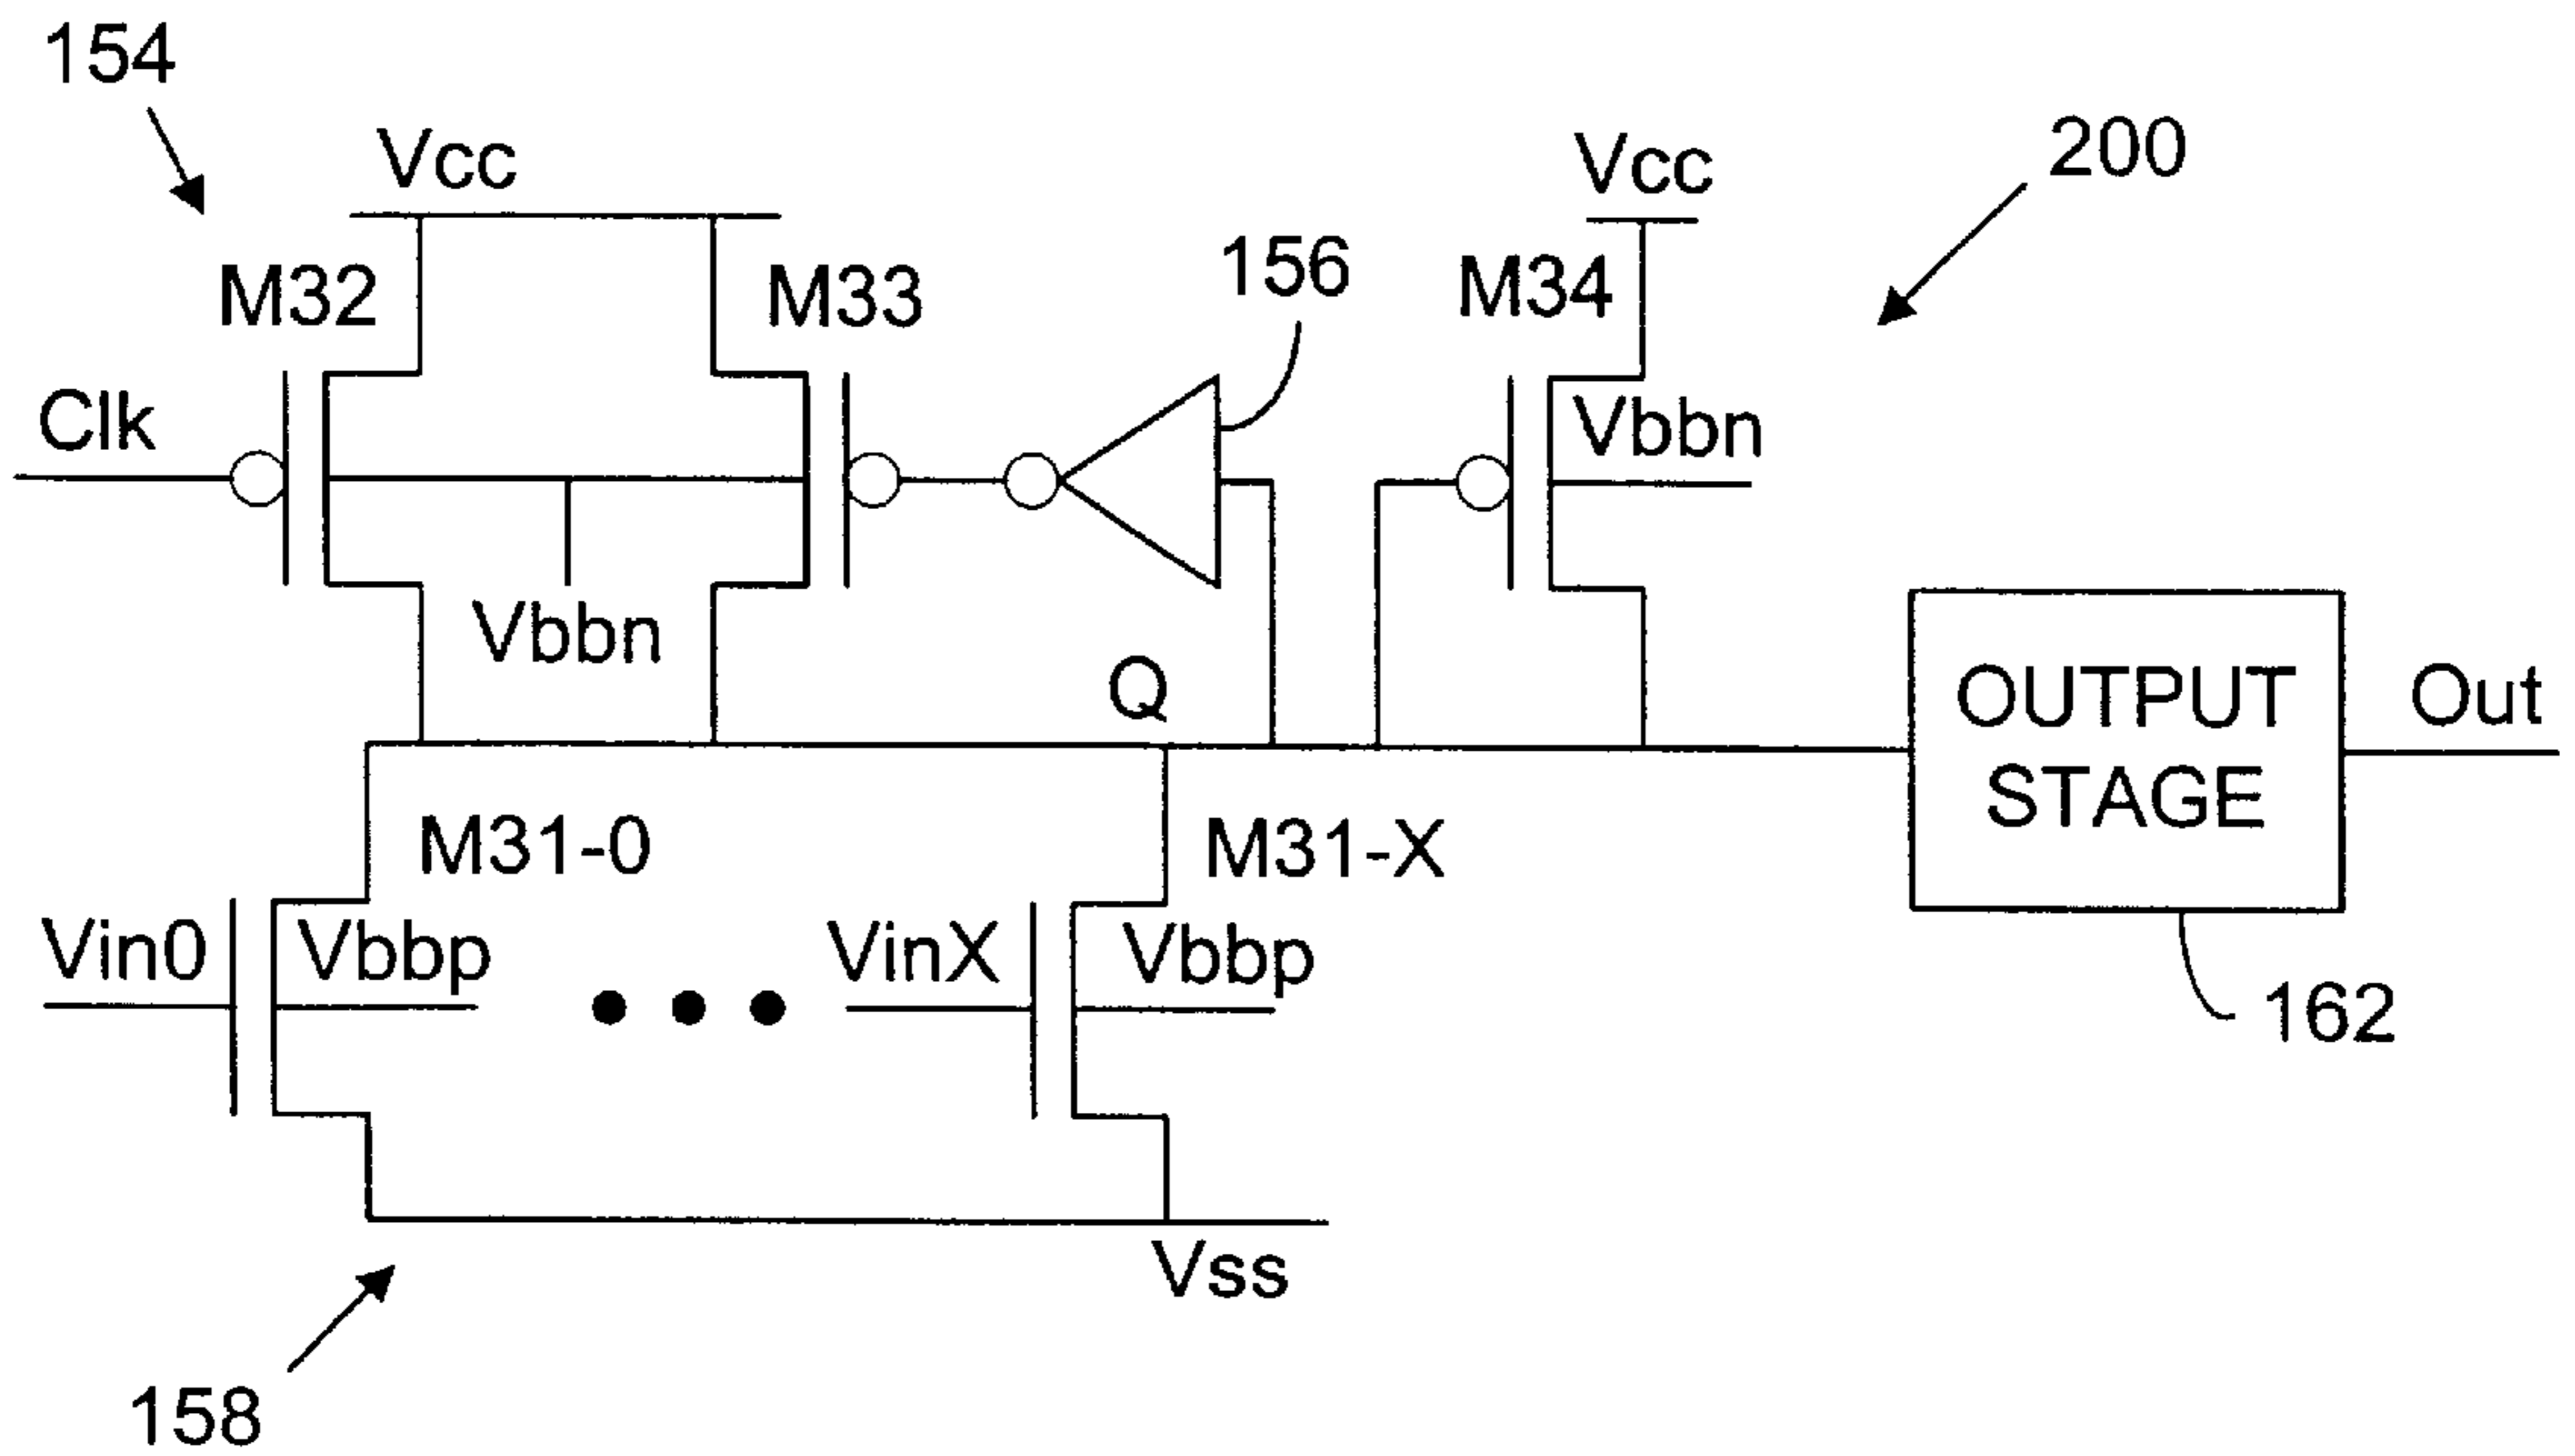 154
Vcc
Vcc
200
M32
M33
156
M34
Clk
Vbbn
Vbbn
Q
OUTPUT
STAGE
Out
M31-0
M31-X
Vin0
Vbbp
VinX
Vbbp
162
Vss
158